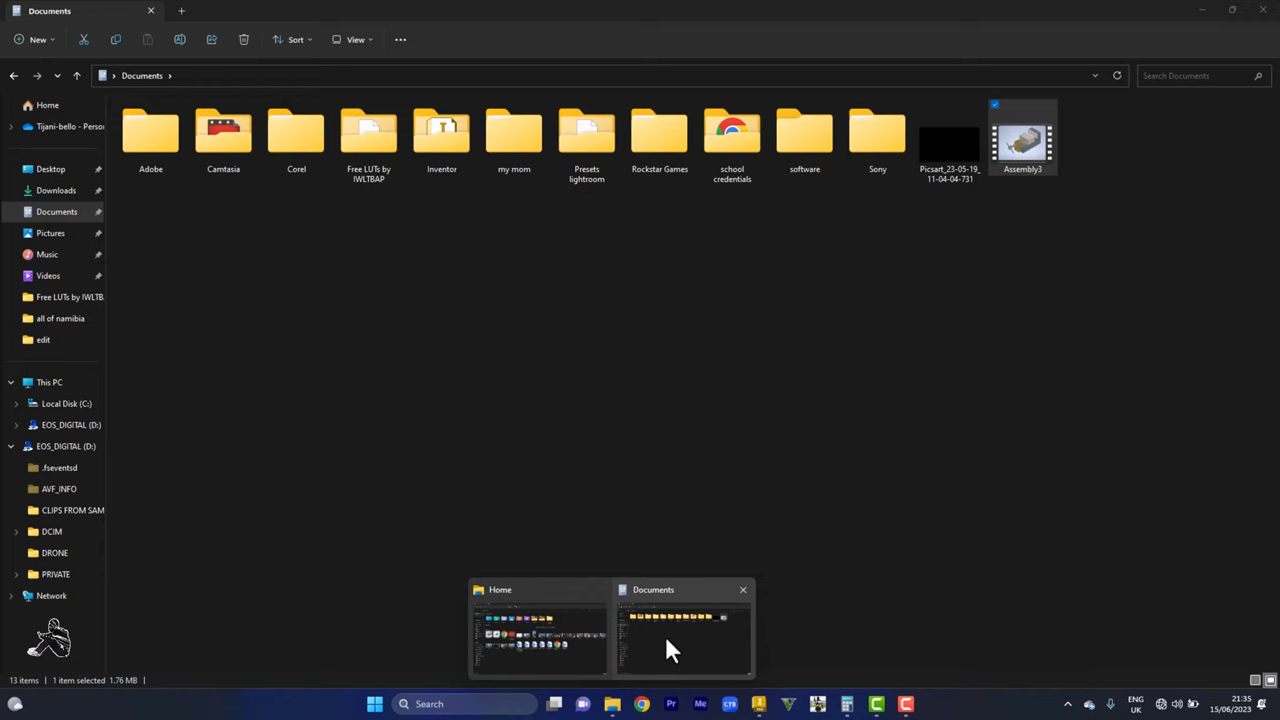 Documents
New
Sort
View
Documents
Search Documents
Home
Tijani-bello - Perso
Desktop
Downloads
Documents
Pictures
Music
Videos
Free LUTs by IWLTB
all of namibia
edit
This PC
Local Disk (C:)
EOS_DIGITAL (D:)
EOS_DIGITAL (D:)
.fseventsd
AVF_INFO
CLIPS FROM SAM
DCIM
DRONE
PRIVATE
Network
Adobe
Camtasia
Corel
Free LUTs by
IWLTBAP
Inventor
my mom
Presets
lightroom
Rockstar Games
school
credentials
software
Sony
Picsart_23-05-19_
11-04-04-731
Assembly3
Home
Documents
13 items
1 item selected 1.76 MB
Search
Pr
Me
CTB
ENG
UK
21:35
15/06/2023